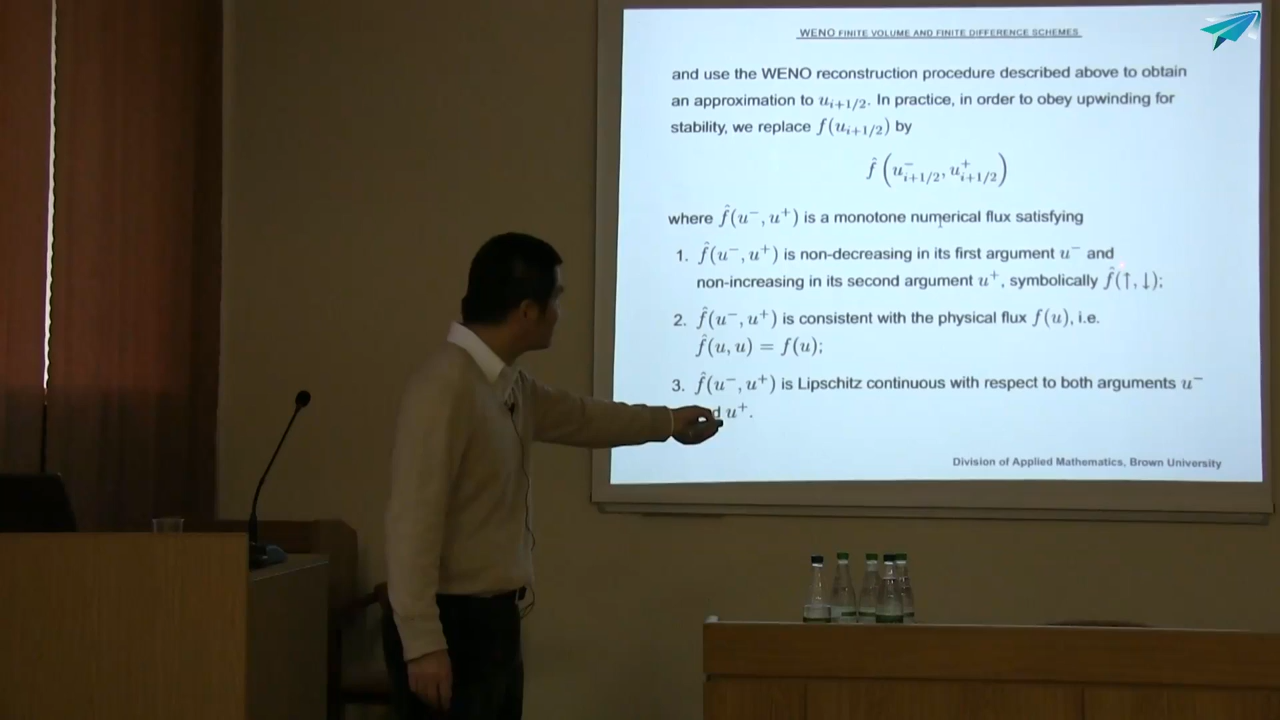 WENO FINITE VOLUME AND FINITE DIFFERENCE SCHEMES
and use the WENO reconstruction procedure described above to obtain
an approximation to u_{i+1/2}. In practice, in order to obey upwinding for
stability, we replace f(u_{i+1/2}) by
f̂ (u^-_{i+1/2}, u^+_{i+1/2})
where f̂(u^-, u^+) is a monotone numerical flux satisfying
1. f̂(u^-, u^+) is non-decreasing in its first argument u^- and
non-increasing in its second argument u^+, symbolically f̂(↑, ↓);
2. f̂(u^-, u^+) is consistent with the physical flux f(u), i.e.
f̂(u, u) = f(u);
3. f̂(u^-, u^+) is Lipschitz continuous with respect to both arguments u^-
u^+.
Division of Applied Mathematics, Brown University